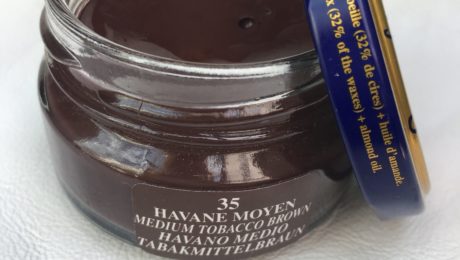 35
HAVANE MOYEN
MEDIUM TOBACCO BROWN
HAVANO MEDIO
TABAKMITTELBRAUN
(32% de cires) + huile d'amande.
(32% of the waxes) + almond oil.